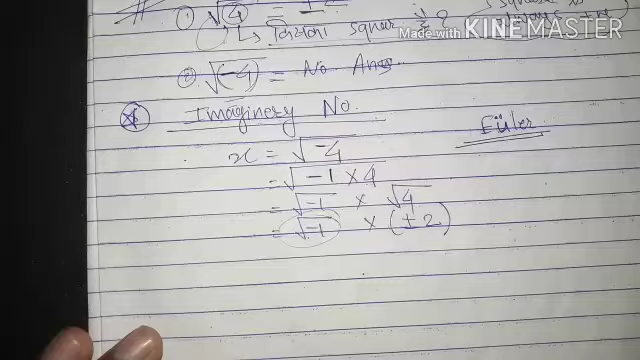 ① √4 = ±2
↳ किसका square है ?
Made with KINEMASTER
② √(-4) = No Ans.
Imaginery No.
Euler
x = √-4
= √-1 × 4
= √-1 × √4
= √-1 × (±2)